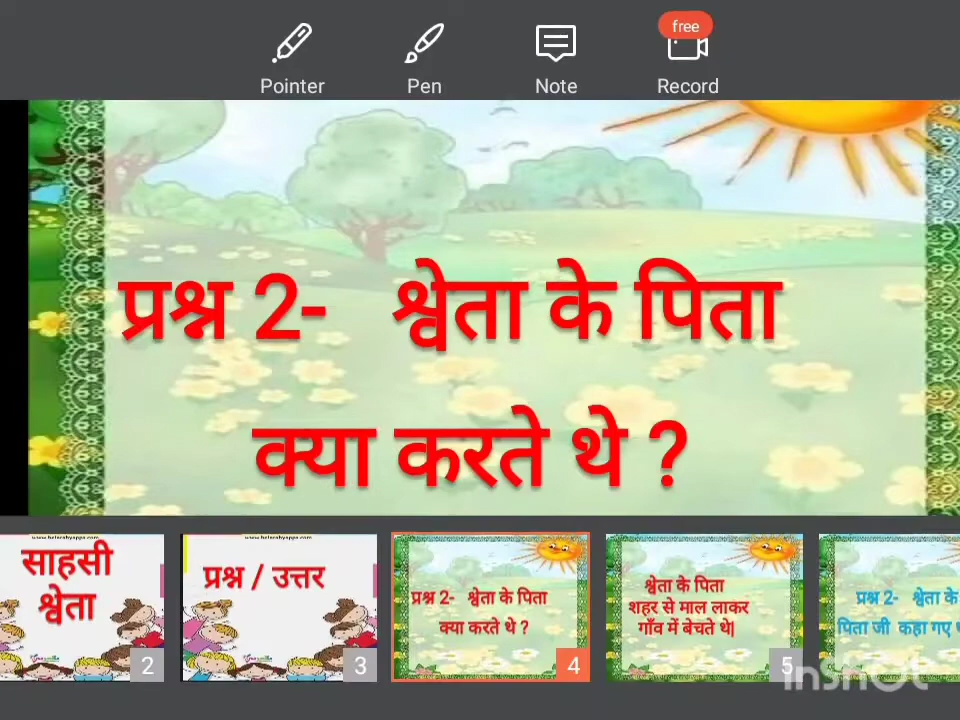 free
Pointer
Pen
Note
Record
प्रश्न 2- श्वेता के पिता
क्या करते थे ?
साहसी
श्वेता
2
प्रश्न / उत्तर
3
प्रश्न 2- श्वेता के पिता
क्या करते थे ?
4
श्वेता के पिता
शहर से माल लाकर
गाँव में बेचते थे|
5
प्रश्न 2- श्वेता के
पिता जी कहा गए
InShOt